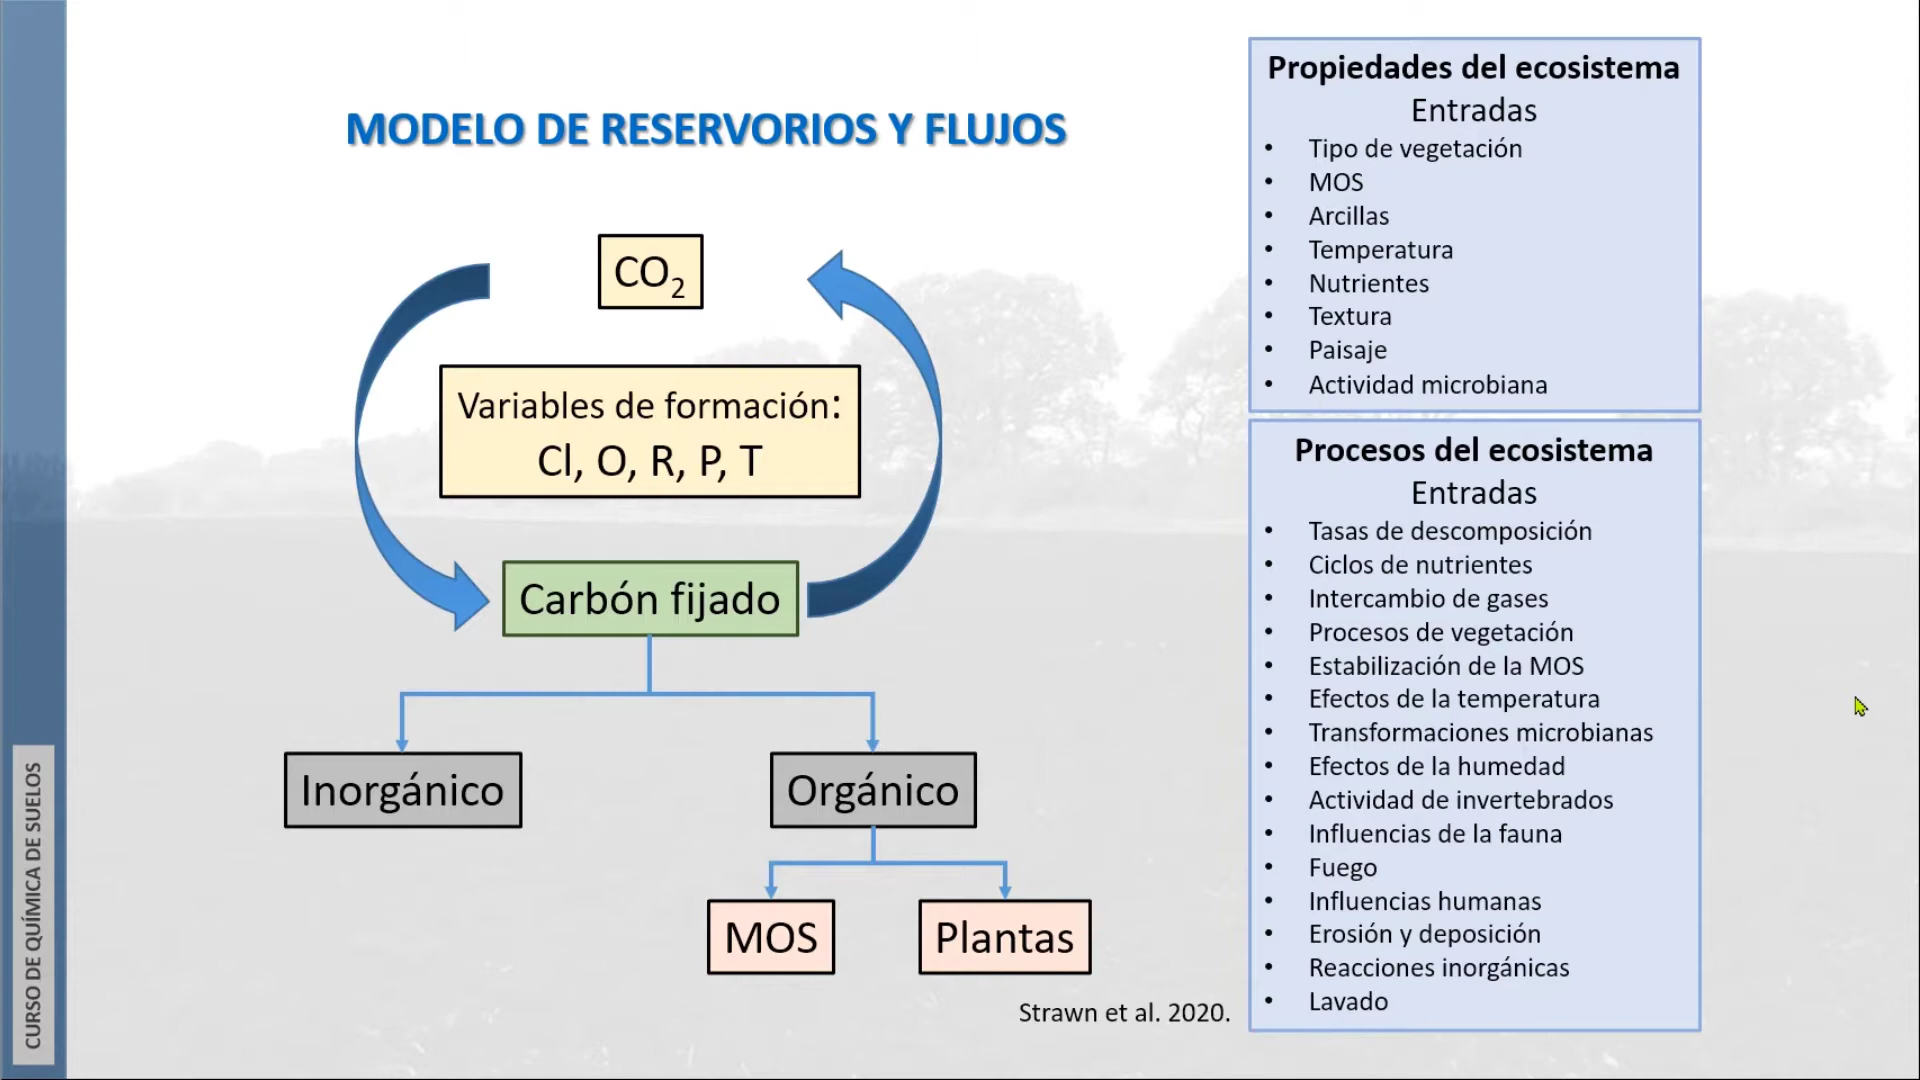 MODELO DE RESERVORIOS Y FLUJOS
CO₂
Variables de formación:
Cl, O, R, P, T
Carbón fijado
Inorgánico
Orgánico
MOS
Plantas
Strawn et al. 2020.
Propiedades del ecosistema
Entradas
• Tipo de vegetación
• MOS
• Arcillas
• Temperatura
• Nutrientes
• Textura
• Paisaje
• Actividad microbiana
Procesos del ecosistema
Entradas
• Tasas de descomposición
• Ciclos de nutrientes
• Intercambio de gases
• Procesos de vegetación
• Estabilización de la MOS
• Efectos de la temperatura
• Transformaciones microbianas
• Efectos de la humedad
• Actividad de invertebrados
• Influencias de la fauna
• Fuego
• Influencias humanas
• Erosión y deposición
• Reacciones inorgánicas
• Lavado
CURSO DE QUÍMICA DE SUELOS